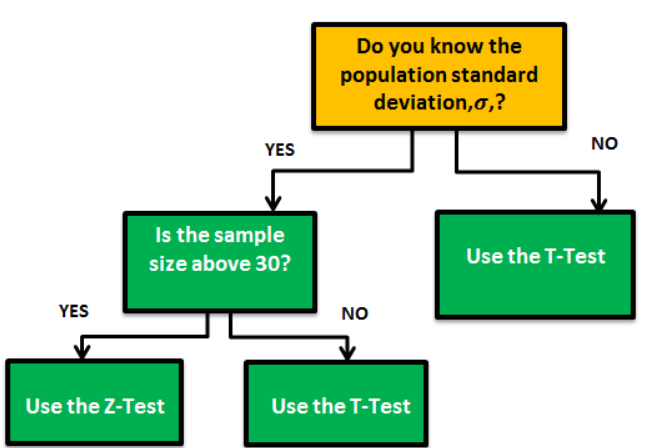 Do you know the
population standard
deviation,σ,?
YES
NO
Is the sample
size above 30?
Use the T-Test
YES
NO
Use the Z-Test
Use the T-Test